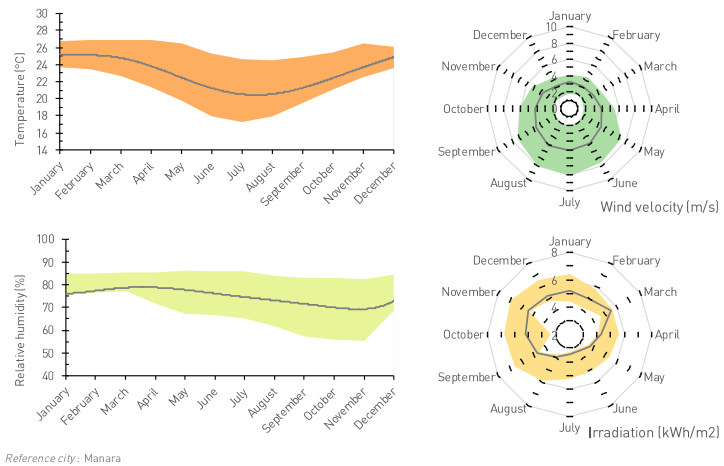 Temperature (°C)
30
28
26
24
22
20
18
16
14
January
February
March
April
May
June
July
August
September
October
November
December
January
February
March
April
May
June
July
August
September
October
November
December
10
8
6
4
2
0
Wind velocity (m/s)
Relative humidity (%)
100
90
80
70
60
50
40
January
February
March
April
May
June
July
August
September
October
November
December
January
February
March
April
May
June
July
August
September
October
November
December
8
6
4
2
Irradiation (kWh/m2)
Reference city: Manara